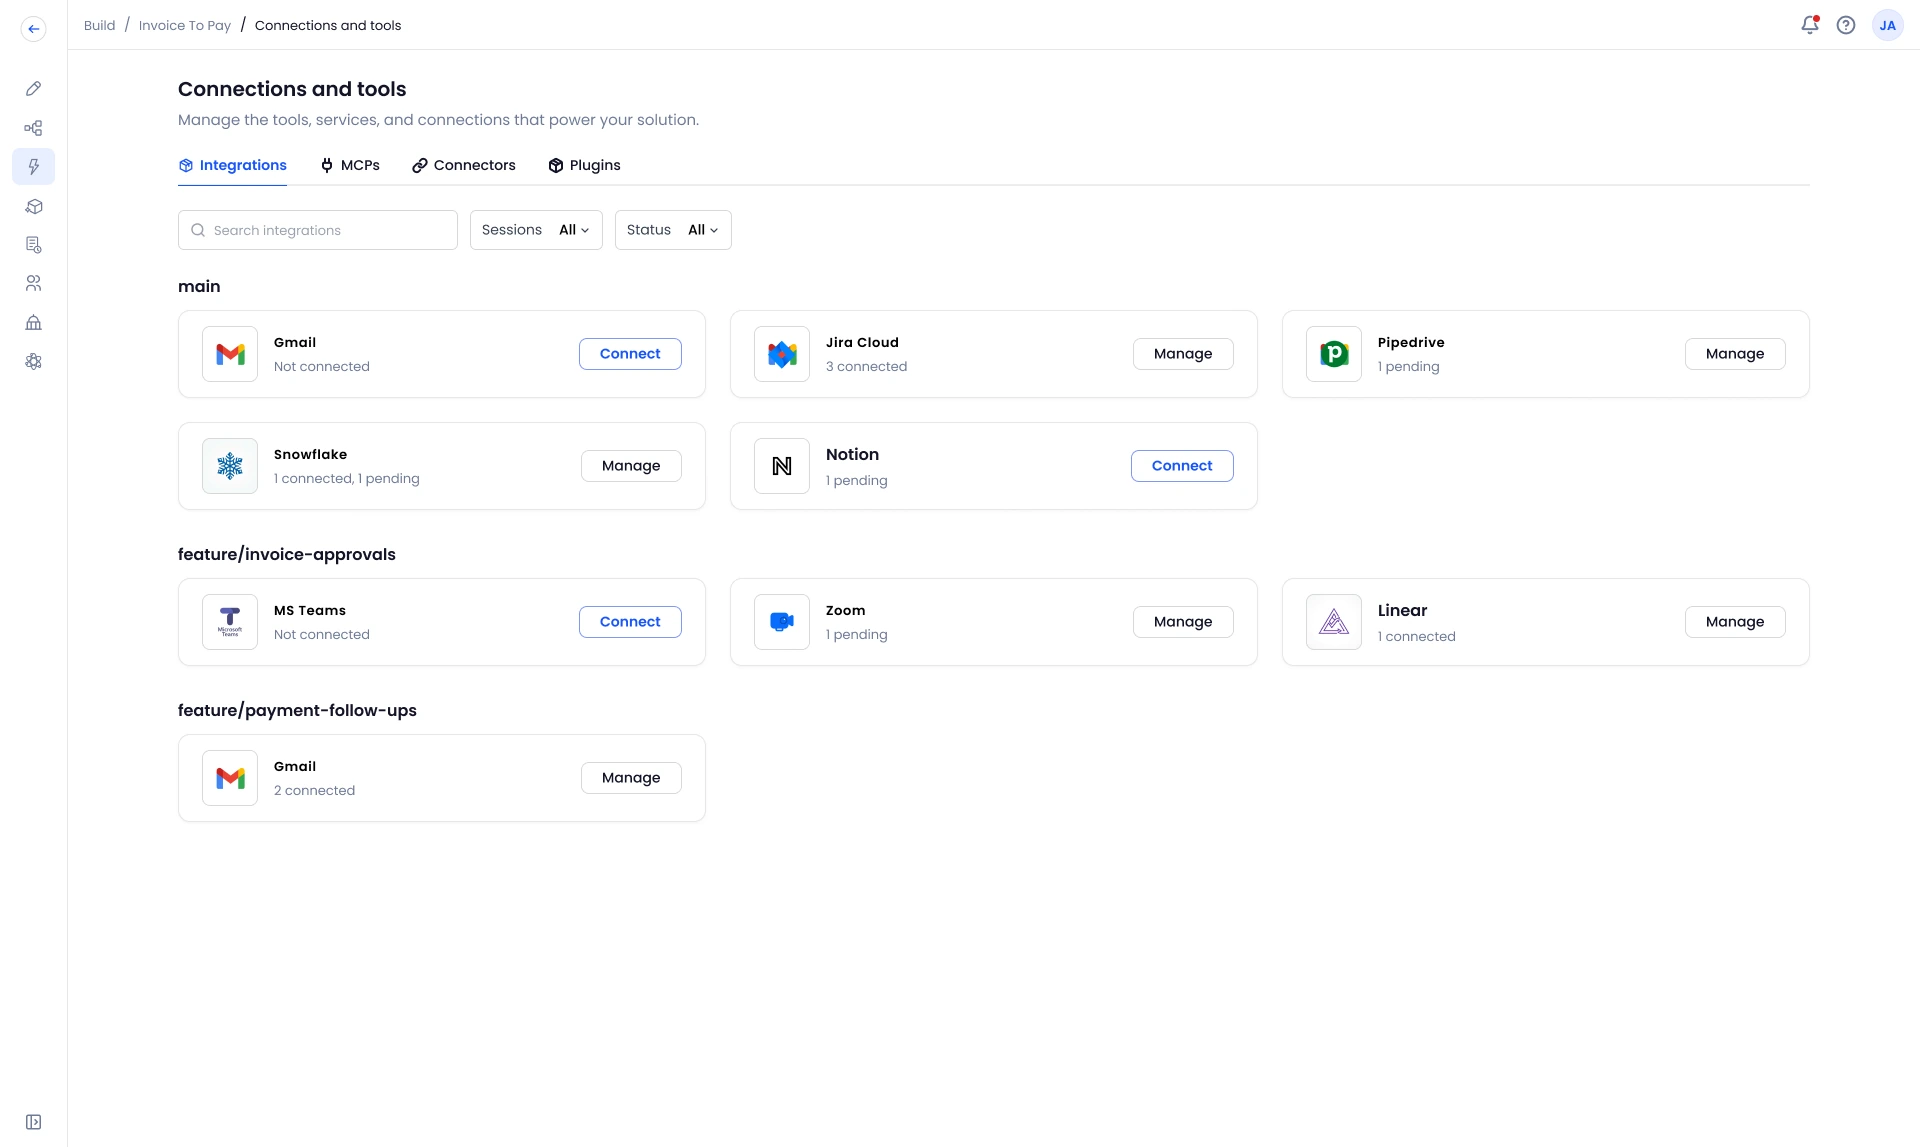 Build / Invoice To Pay / Connections and tools
JA
Connections and tools
Manage the tools, services, and connections that power your solution.
Integrations
MCPs
Connectors
Plugins
Search integrations
Sessions All
Status All
main
Gmail
Not connected
Connect
Jira Cloud
3 connected
Manage
Pipedrive
1 pending
Manage
Snowflake
1 connected, 1 pending
Manage
Notion
1 pending
Connect
feature/invoice-approvals
Microsoft
Teams
MS Teams
Not connected
Connect
Zoom
1 pending
Manage
Linear
1 connected
Manage
feature/payment-follow-ups
Gmail
2 connected
Manage